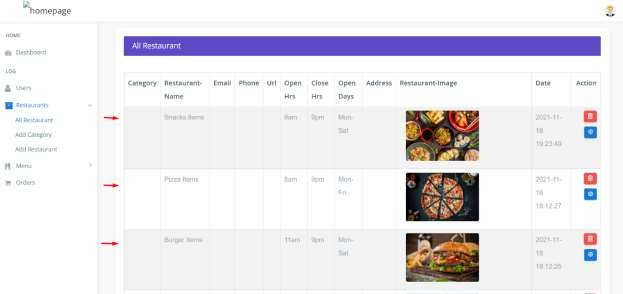 homepage
HOME
Dashboard
LOG
Users
Restaurants
All Restaurant
Add Category
Add Restaurant
Menu
Orders
All Restaurant
Category Restaurant-Name Email Phone Url Open Hrs Close Hrs Open Days Address Restaurant-Image Date Action
Snacks Items 6am 9pm Mon-Sat 2021-11-
16
19:23:49
Pizza Items 8am 9pm Mon-Fri 2021-11-
16
18:12:27
Burger Items 11am 9pm Mon-Sat 2021-11-
16
18:12:25